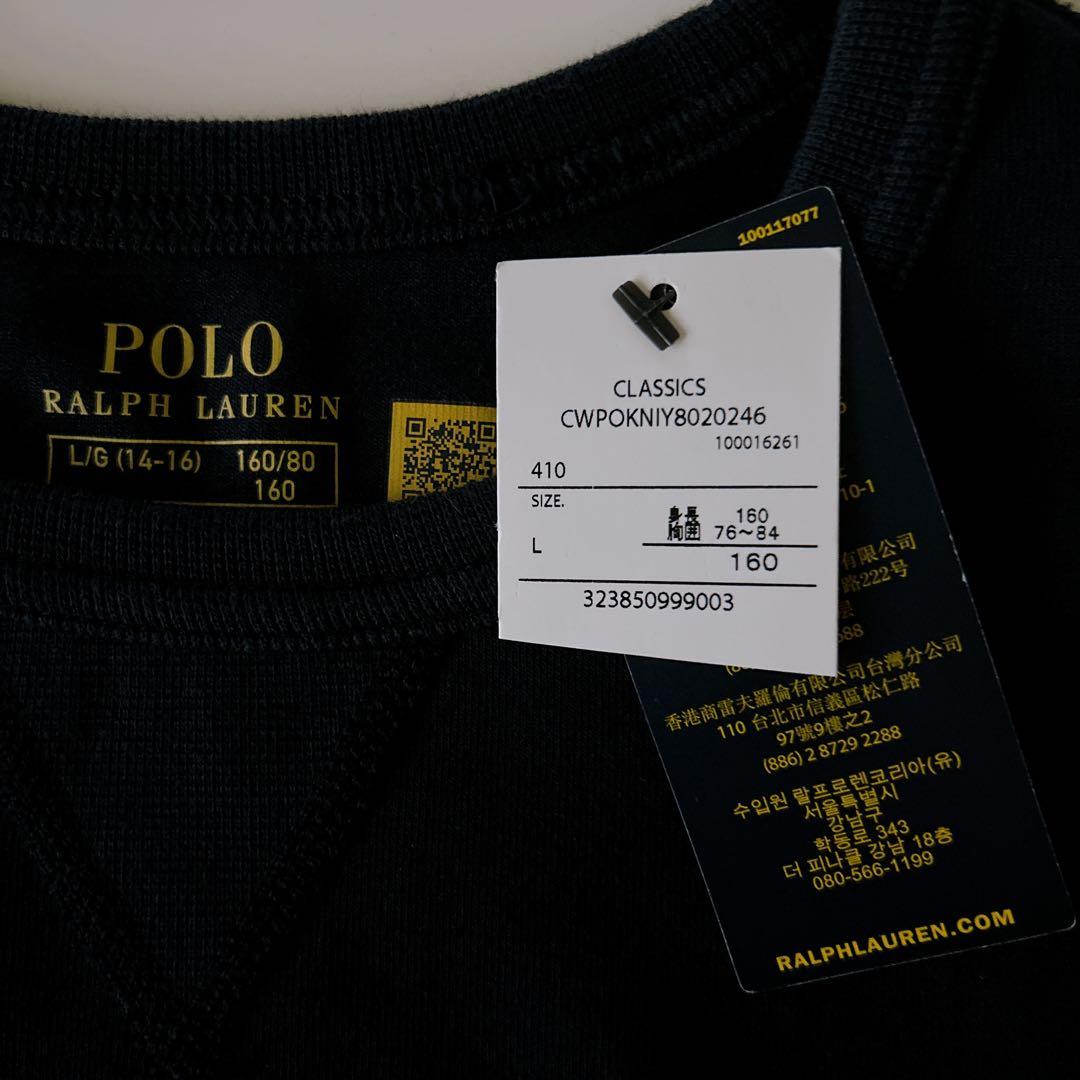 POLO
RALPH LAUREN
L/G (14-16) 160/80
160
CLASSICS
CWPOKNIY8020246
100016261
410
SIZE.
身長 160
胸囲 76~84
L
160
323850999003
100117077
10-1
有限公司
路222号
層
香港商雷夫羅倫有限公司台灣分公司
110 台北市信義區松仁路
97號9樓之2
(886) 2 8729 2288
수입원 랄프로렌코리아(유)
서울특별시
강남구
학동로 343
더 피나클 강남 18층
080-566-1199
RALPHLAUREN.COM